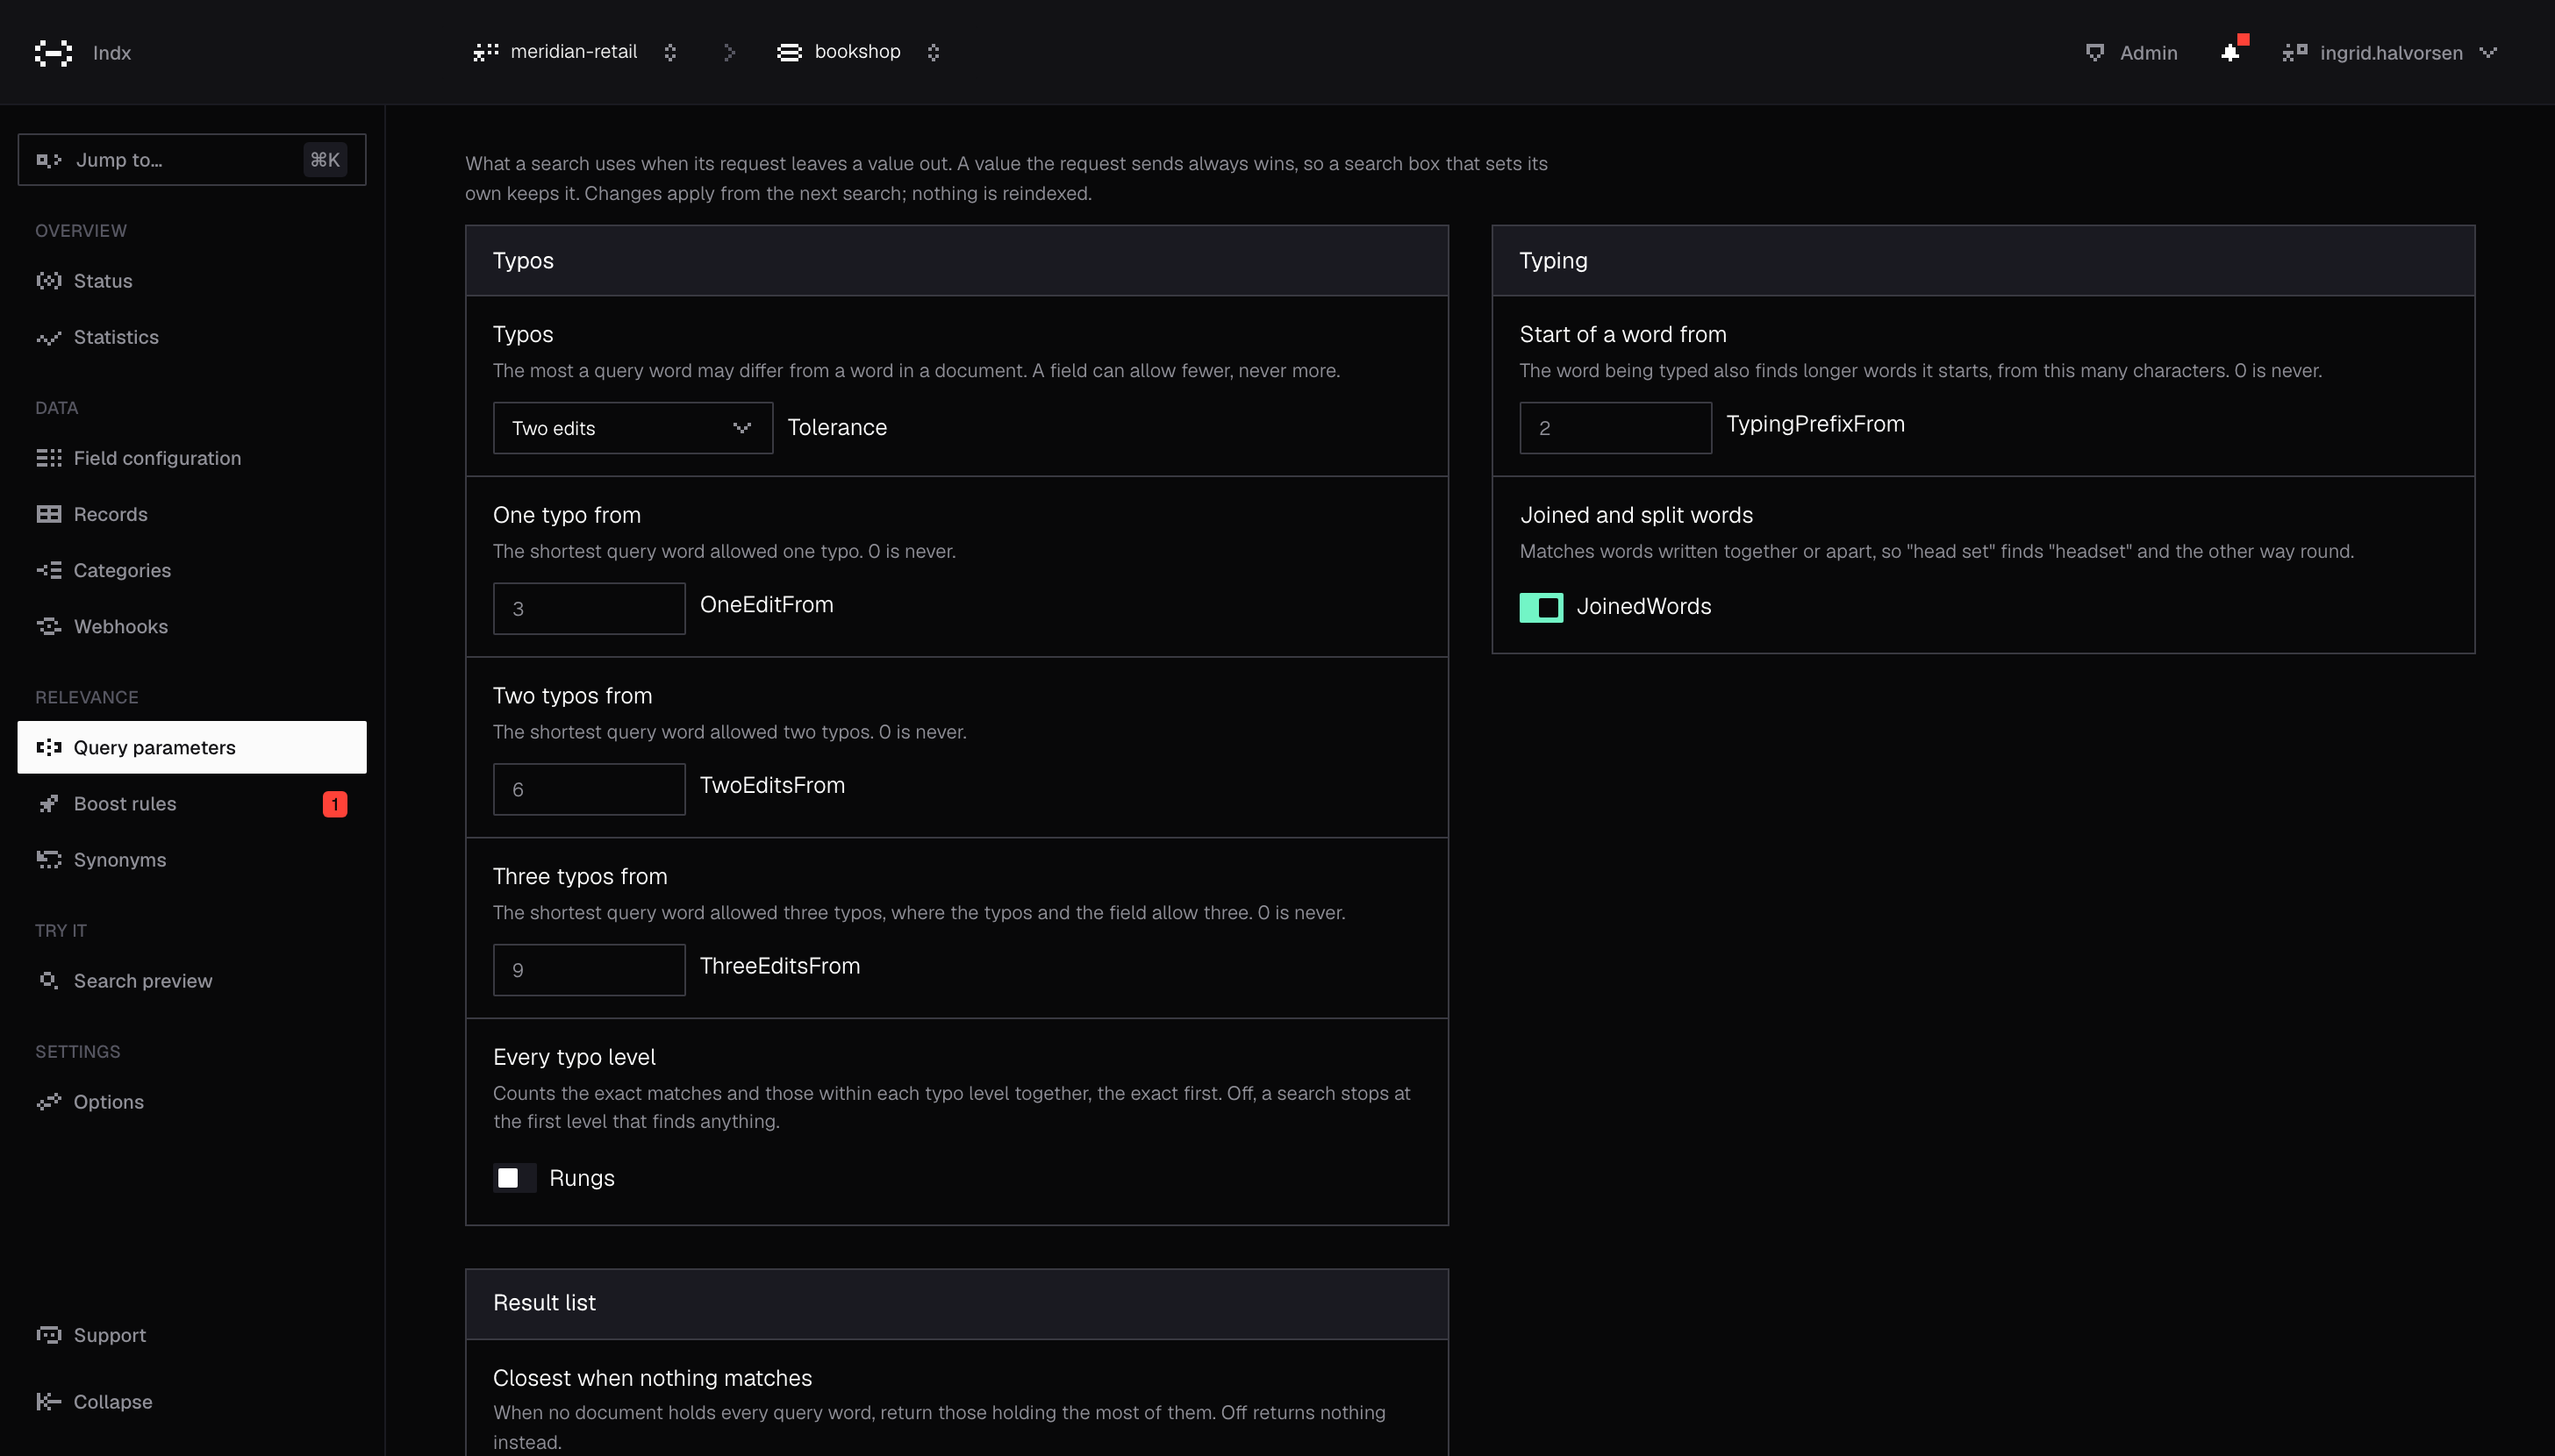 Indx
meridian-retail
bookshop
Admin
ingrid.halvorsen
Jump to...
⌘K
OVERVIEW
Status
Statistics
DATA
Field configuration
Records
Categories
Webhooks
RELEVANCE
Query parameters
Boost rules
1
Synonyms
TRY IT
Search preview
SETTINGS
Options
Support
Collapse
What a search uses when its request leaves a value out. A value the request sends always wins, so a search box that sets its
own keeps it. Changes apply from the next search; nothing is reindexed.
Typos
Typos
The most a query word may differ from a word in a document. A field can allow fewer, never more.
Two edits
Tolerance
One typo from
The shortest query word allowed one typo. 0 is never.
3
OneEditFrom
Two typos from
The shortest query word allowed two typos. 0 is never.
6
TwoEditsFrom
Three typos from
The shortest query word allowed three typos, where the typos and the field allow three. 0 is never.
9
ThreeEditsFrom
Every typo level
Counts the exact matches and those within each typo level together, the exact first. Off, a search stops at
the first level that finds anything.
Rungs
Result list
Closest when nothing matches
When no document holds every query word, return those holding the most of them. Off returns nothing
instead.
Typing
Start of a word from
The word being typed also finds longer words it starts, from this many characters. 0 is never.
2
TypingPrefixFrom
Joined and split words
Matches words written together or apart, so "head set" finds "headset" and the other way round.
JoinedWords